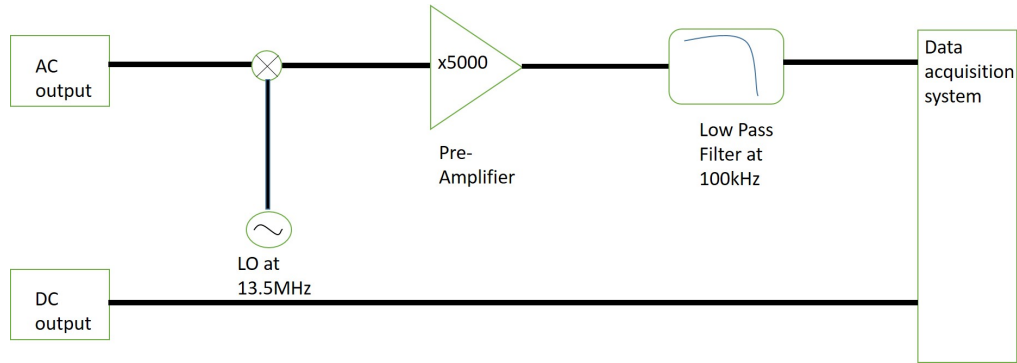 AC
output
x5000
Pre-
Amplifier
Low Pass
Filter at
100kHz
Data
acquisition
system
LO at
13.5MHz
DC
output